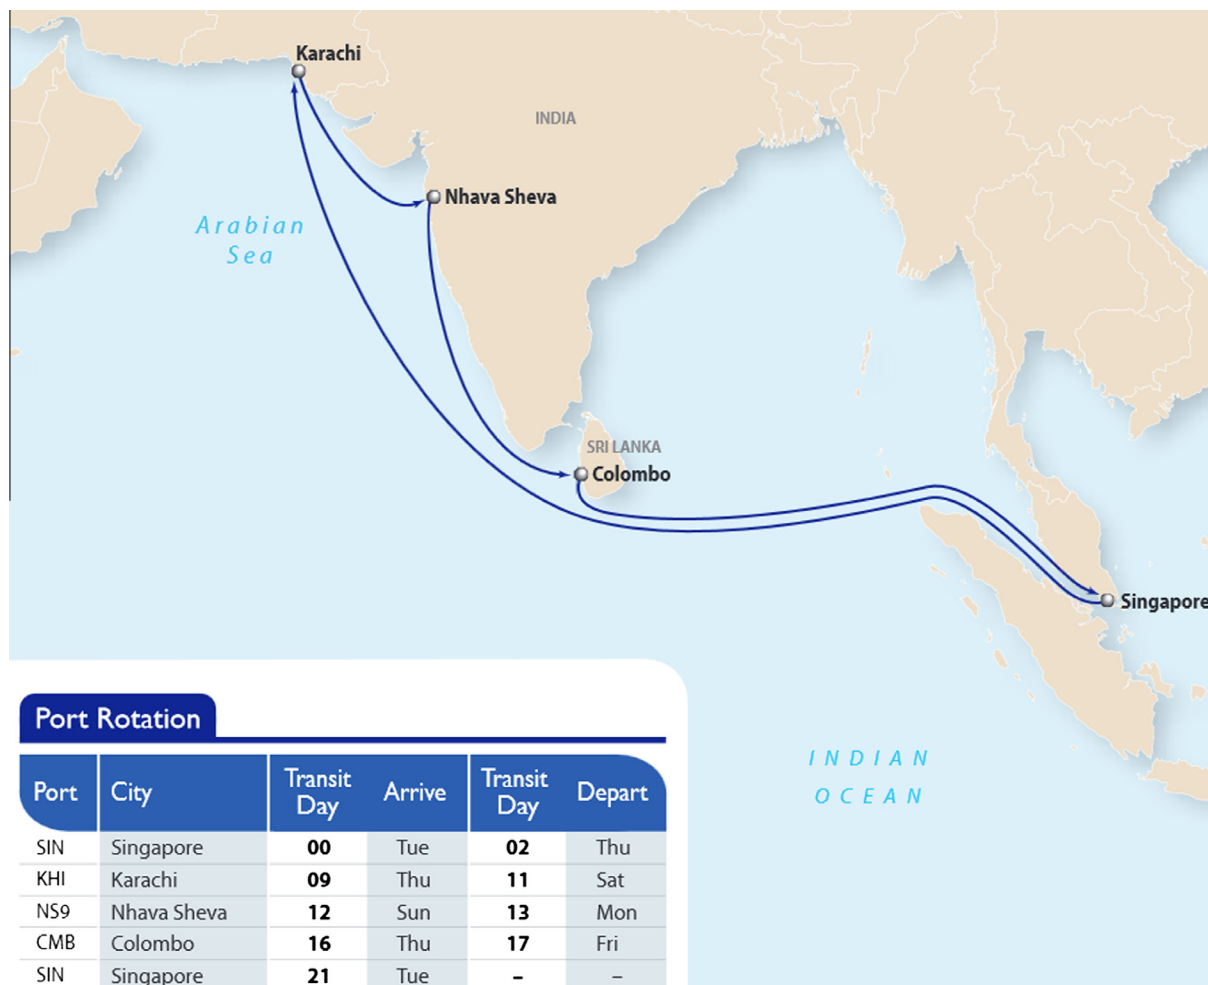 Karachi
INDIA
Nhava Sheva
Arabian
Sea
SRI LANKA
Colombo
Singapore
INDIAN
OCEAN
Port Rotation
Port City Transit Day Arrive Transit Day Depart
SIN Singapore 00 Tue 02 Thu
KHI Karachi 09 Thu 11 Sat
NS9 Nhava Sheva 12 Sun 13 Mon
CMB Colombo 16 Thu 17 Fri
SIN Singapore 21 Tue – –